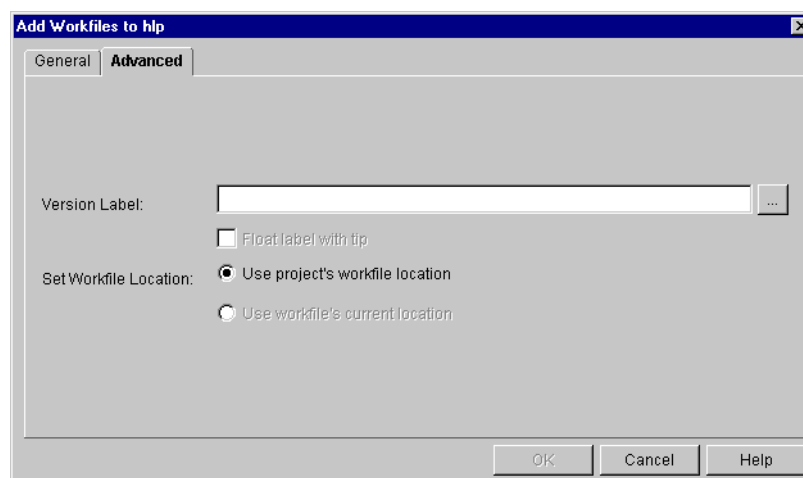 Add Workfiles to hlp
General
Advanced
Version Label:
...
Float label with tip
Set Workfile Location:
Use project's workfile location
Use workfile's current location
OK
Cancel
Help